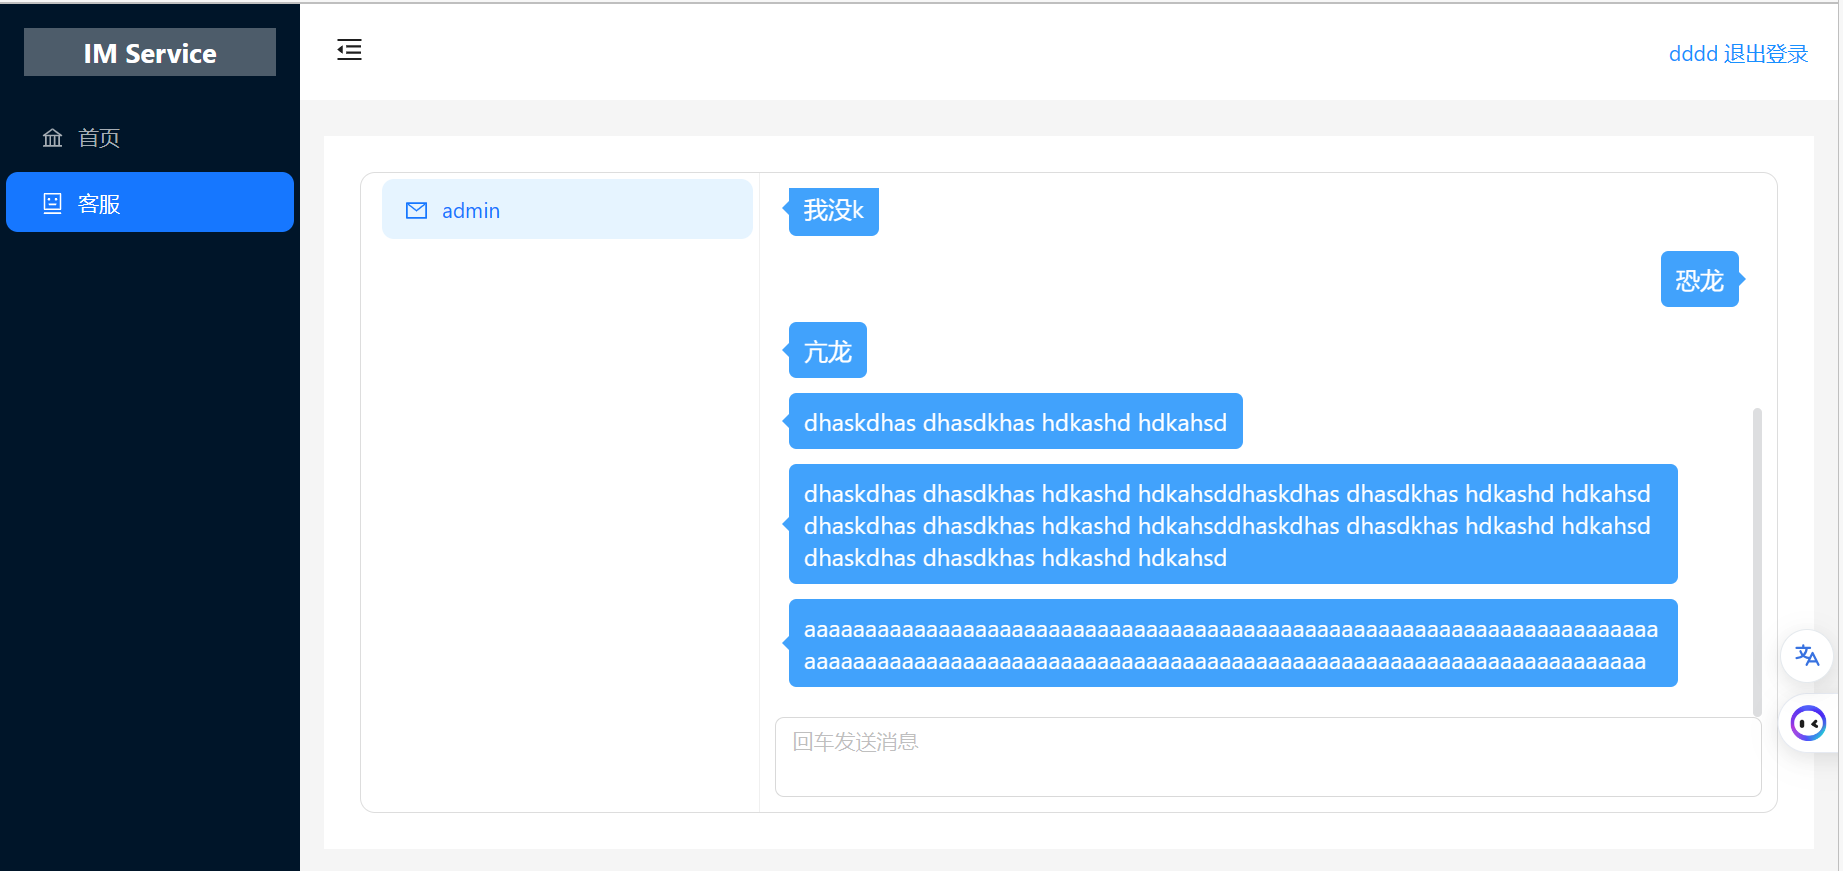 IM Service
dddd 退出登录
首页
客服
admin
我没k
恐龙
亢龙
dhaskdhas dhasdkhas hdkashd hdkahsd
dhaskdhas dhasdkhas hdkashd hdkahsddhaskdhas dhasdkhas hdkashd hdkahsd
dhaskdhas dhasdkhas hdkashd hdkahsddhaskdhas dhasdkhas hdkashd hdkahsd
dhaskdhas dhasdkhas hdkashd hdkahsd
aaaaaaaaaaaaaaaaaaaaaaaaaaaaaaaaaaaaaaaaaaaaaaaaaaaaaaaaaaaaaaaaaaaaaa
aaaaaaaaaaaaaaaaaaaaaaaaaaaaaaaaaaaaaaaaaaaaaaaaaaaaaaaaaaaaaaaaaaaaa
回车发送消息